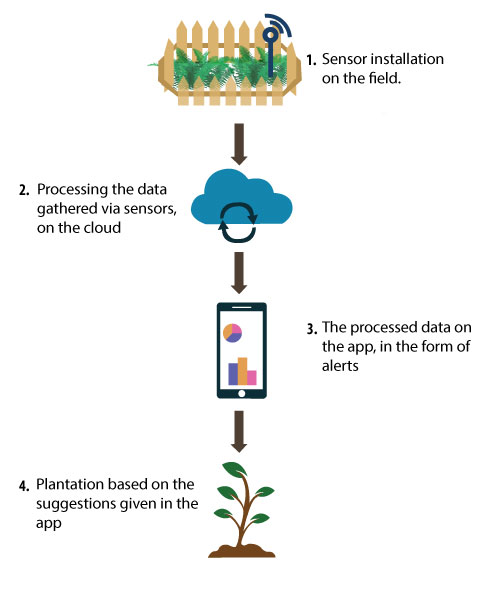 1. Sensor installation
on the field.
2. Processing the data
gathered via sensors,
on the cloud
3. The processed data on
the app, in the form of
alerts
4. Plantation based on the
suggestions given in the
app